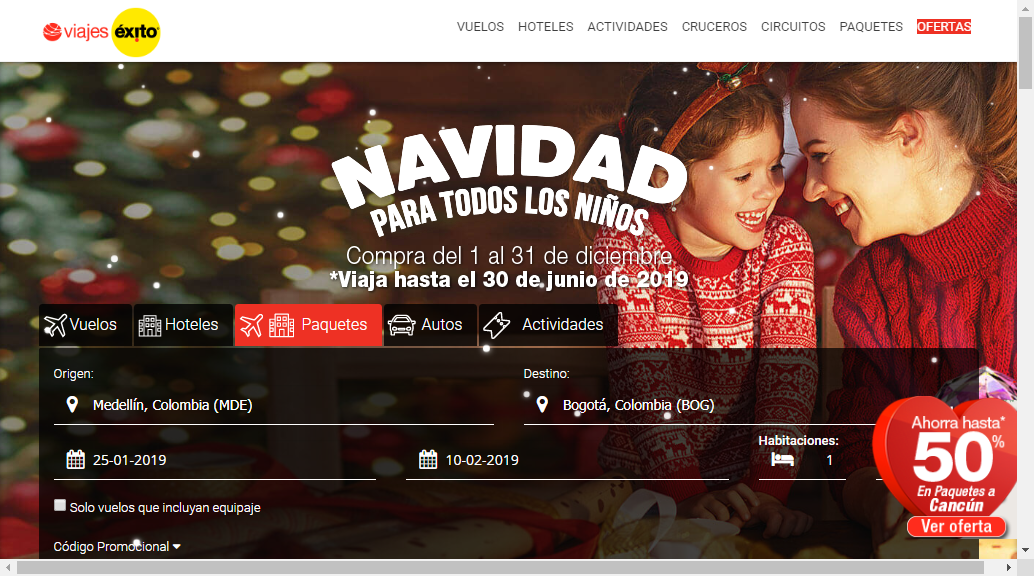 viajes éxito
VUELOS HOTELES ACTIVIDADES CRUCEROS CIRCUITOS PAQUETES OFERTAS
NAVIDAD
PARA TODOS LOS NIÑOS
Compra del 1 al 31 de diciembre
*Viaja hasta el 30 de junio de 2019
Vuelos Hoteles Paquetes Autos Actividades
Origen: Destino:
Medellín, Colombia (MDE) Bogotá, Colombia (BOG)
Habitaciones:
25-01-2019 10-02-2019 1
Solo vuelos que incluyan equipaje
Código Promocional
Ahorra hasta*
50%
En Paquetes a
Cancún
Ver oferta